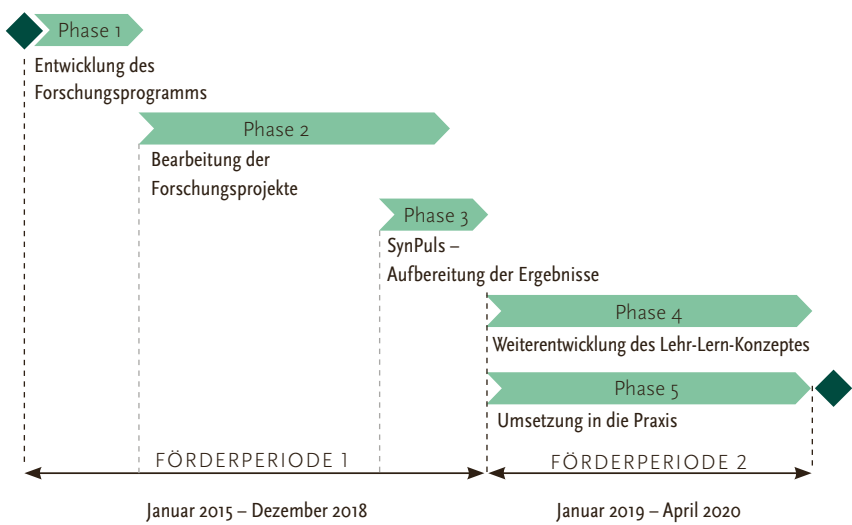 Phase 1
Entwicklung des
Forschungsprogramms
Phase 2
Bearbeitung der
Forschungsprojekte
Phase 3
SynPuls –
Aufbereitung der Ergebnisse
Phase 4
Weiterentwicklung des Lehr-Lern-Konzeptes
Phase 5
Umsetzung in die Praxis
FÖRDERPERIODE 1
FÖRDERPERIODE 2
Januar 2015 – Dezember 2018
Januar 2019 – April 2020